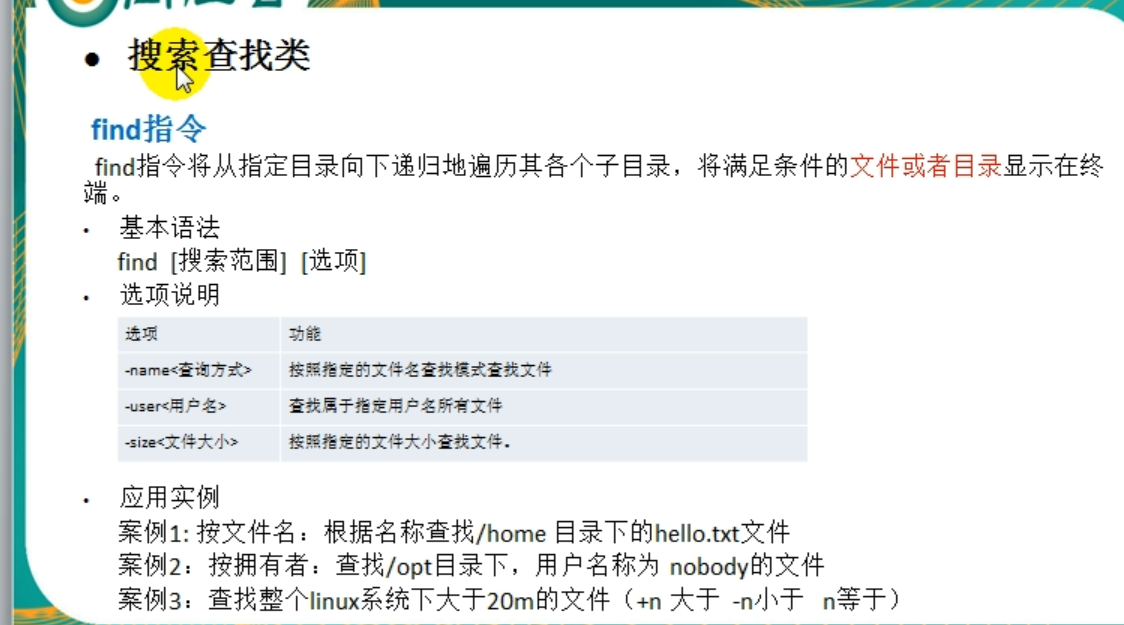 • 搜索查找类
find指令
find指令将从指定目录向下递归地遍历其各个子目录，将满足条件的文件或者目录显示在终
端。
• 基本语法
find [搜索范围] [选项]
• 选项说明
选项 功能
-name<查询方式> 按照指定的文件名查找模式查找文件
-user<用户名> 查找属于指定用户名所有文件
-size<文件大小> 按照指定的文件大小查找文件。
• 应用实例
案例1: 按文件名：根据名称查找/home 目录下的hello.txt文件
案例2：按拥有者：查找/opt目录下，用户名称为 nobody的文件
案例3：查找整个linux系统下大于20m的文件（+n 大于 -n小于 n等于）